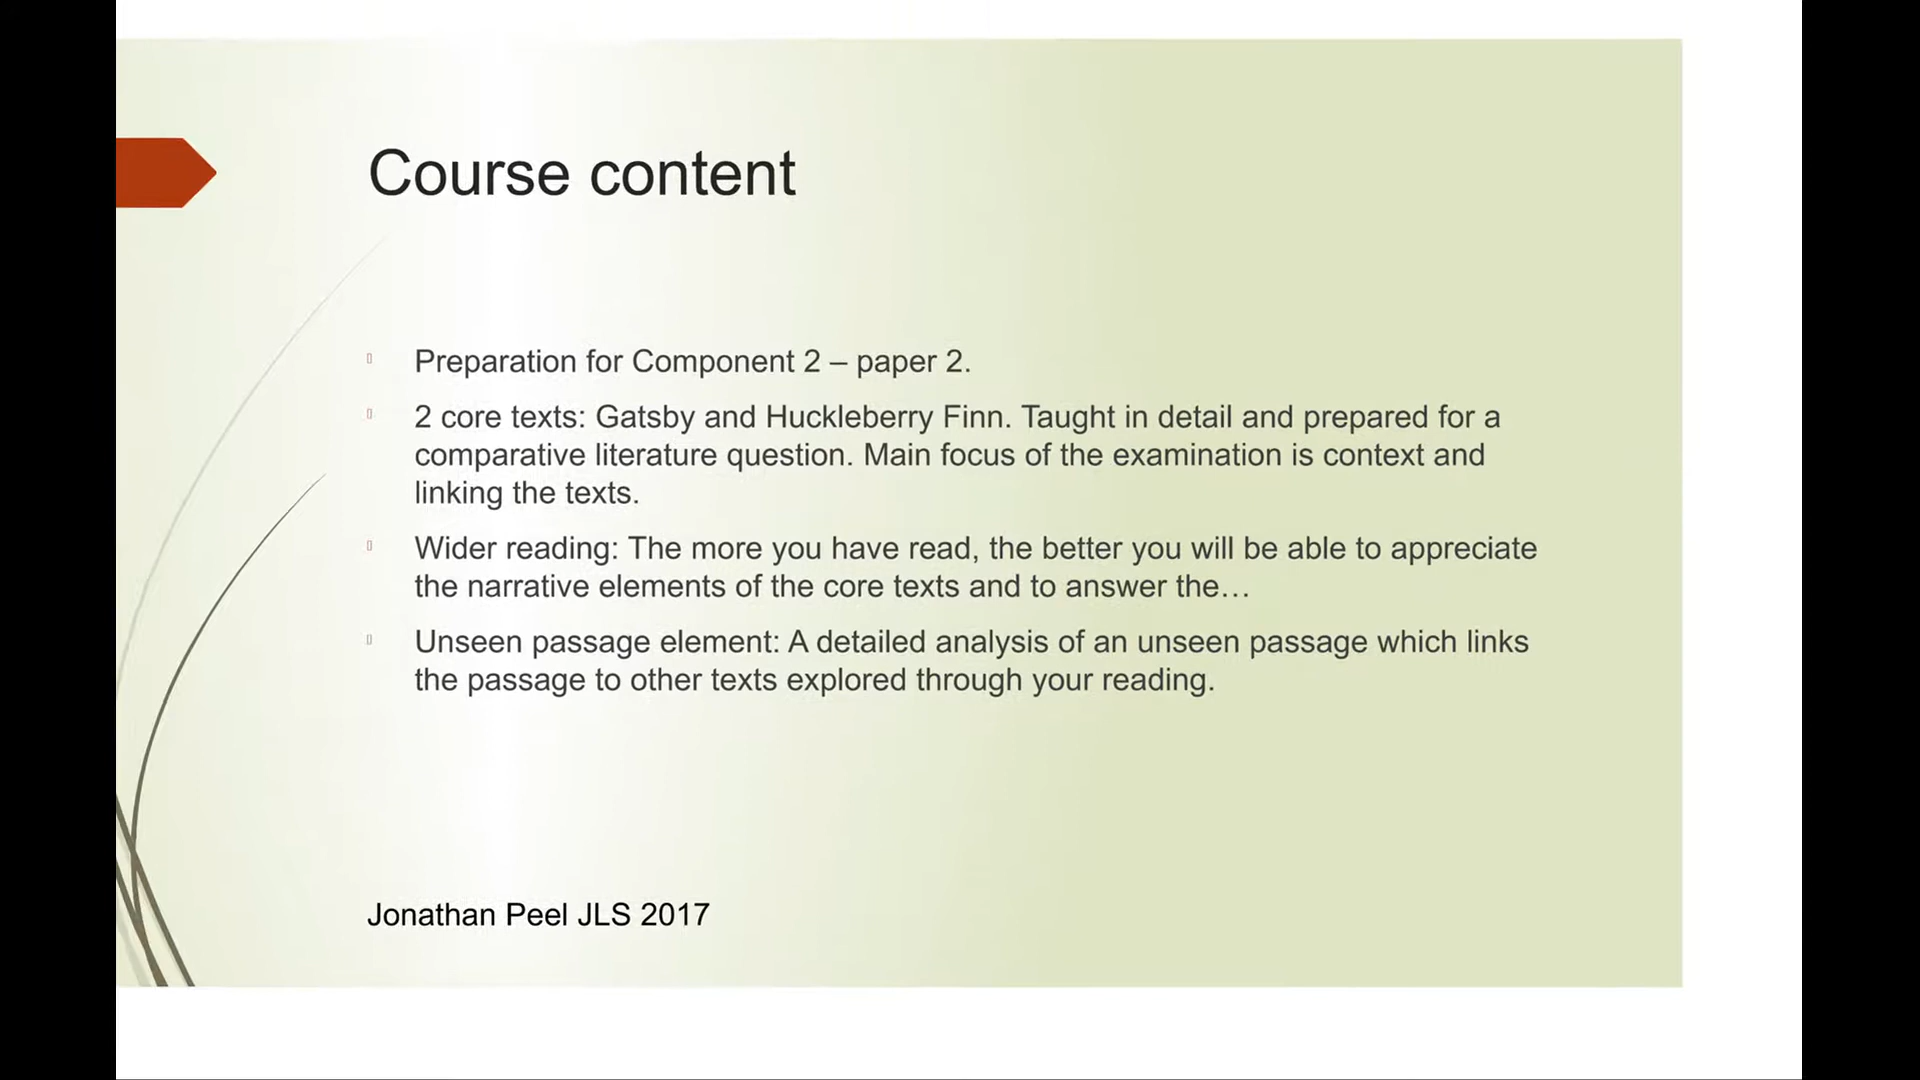 Course content
Preparation for Component 2 – paper 2.
2 core texts: Gatsby and Huckleberry Finn. Taught in detail and prepared for a
comparative literature question. Main focus of the examination is context and
linking the texts.
Wider reading: The more you have read, the better you will be able to appreciate
the narrative elements of the core texts and to answer the…
Unseen passage element: A detailed analysis of an unseen passage which links
the passage to other texts explored through your reading.
Jonathan Peel JLS 2017